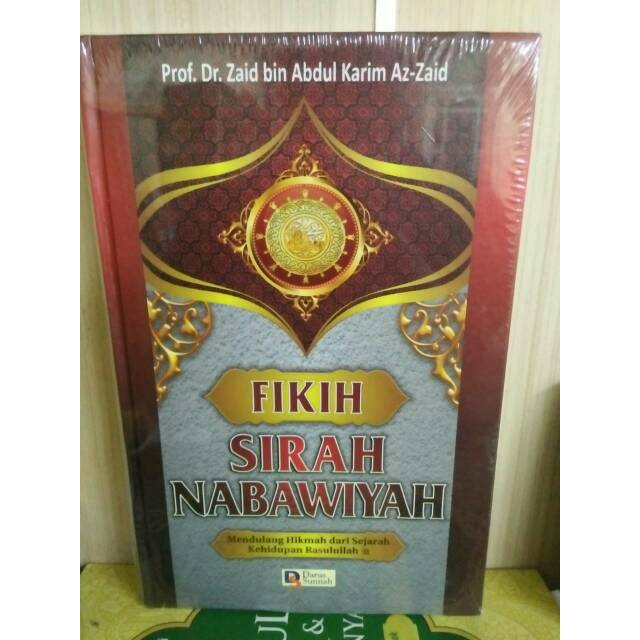 Prof. Dr. Zaid bin Abdul Karim Az-Zaid
FIKIH
SIRAH
NABAWIYAH
Mendulang Hikmah dari Sejarah
Kehidupan Rasulullah ﷺ
Darus
Sunnah
&